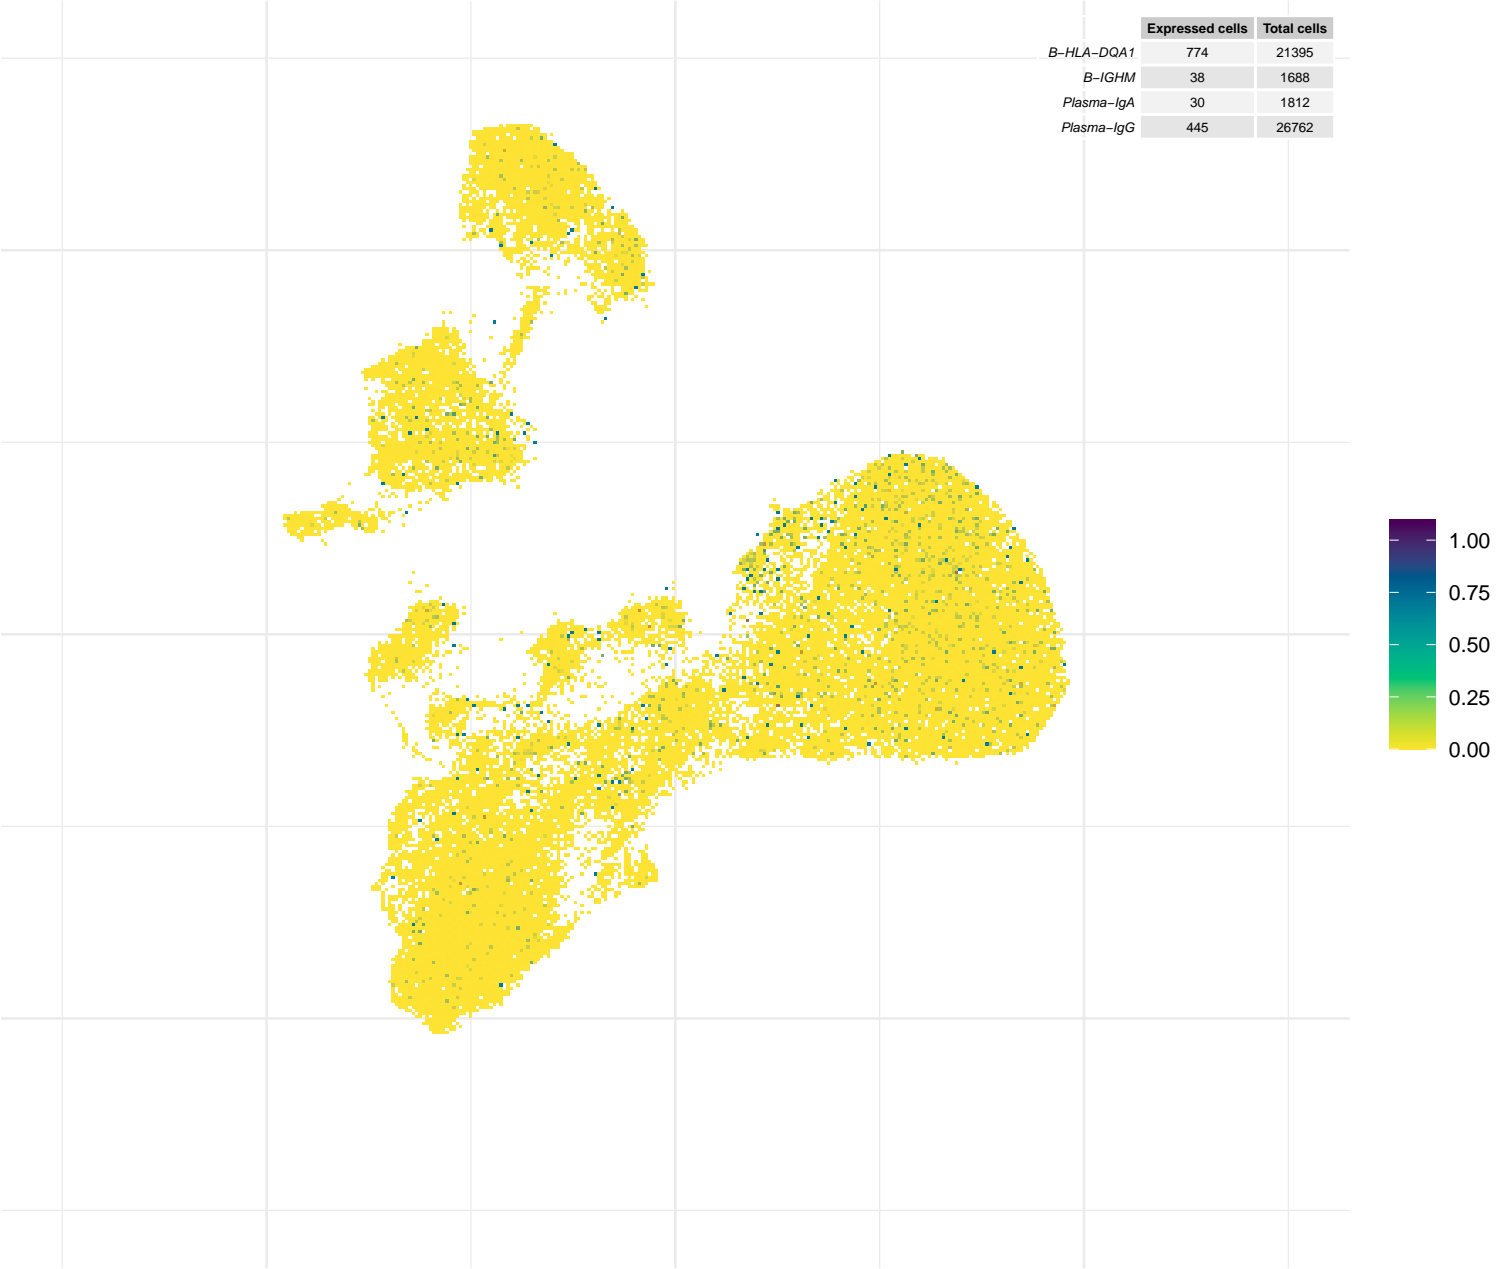 Expressed cells Total cells
B−HLA−DQA1 774 21395
B−IGHM 38 1688
Plasma−IgA 30 1812
Plasma−IgG 445 26762
1.00
0.75
0.50
0.25
0.00